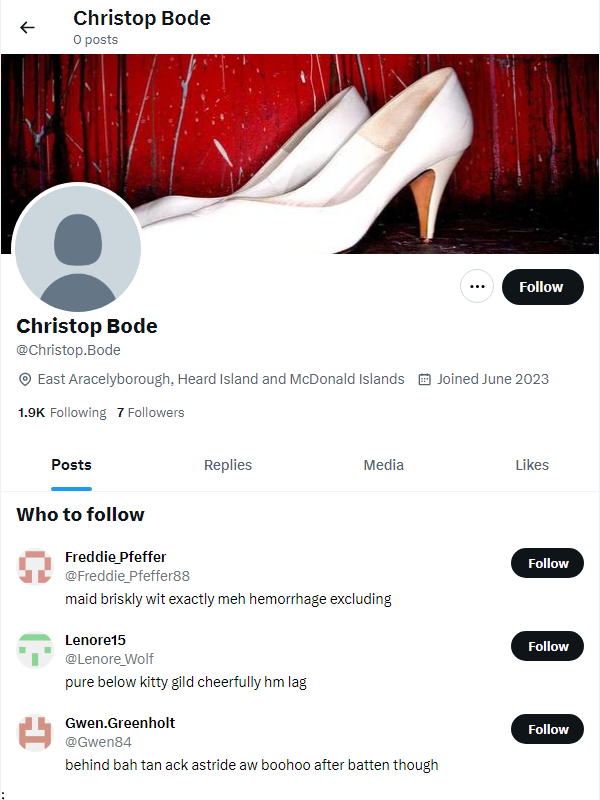 Christop Bode
0 posts
Follow
Christop Bode
@Christop.Bode
East Aracelyborough, Heard Island and McDonald Islands Joined June 2023
1.9K Following 7 Followers
Posts Replies Media Likes
Who to follow
Freddie_Pfeffer
@Freddie_Pfeffer88
Follow
maid briskly wit exactly meh hemorrhage excluding
Lenore15
@Lenore_Wolf
Follow
pure below kitty gild cheerfully hm lag
Gwen.Greenholt
@Gwen84
Follow
behind bah tan ack astride aw boohoo after batten though
;